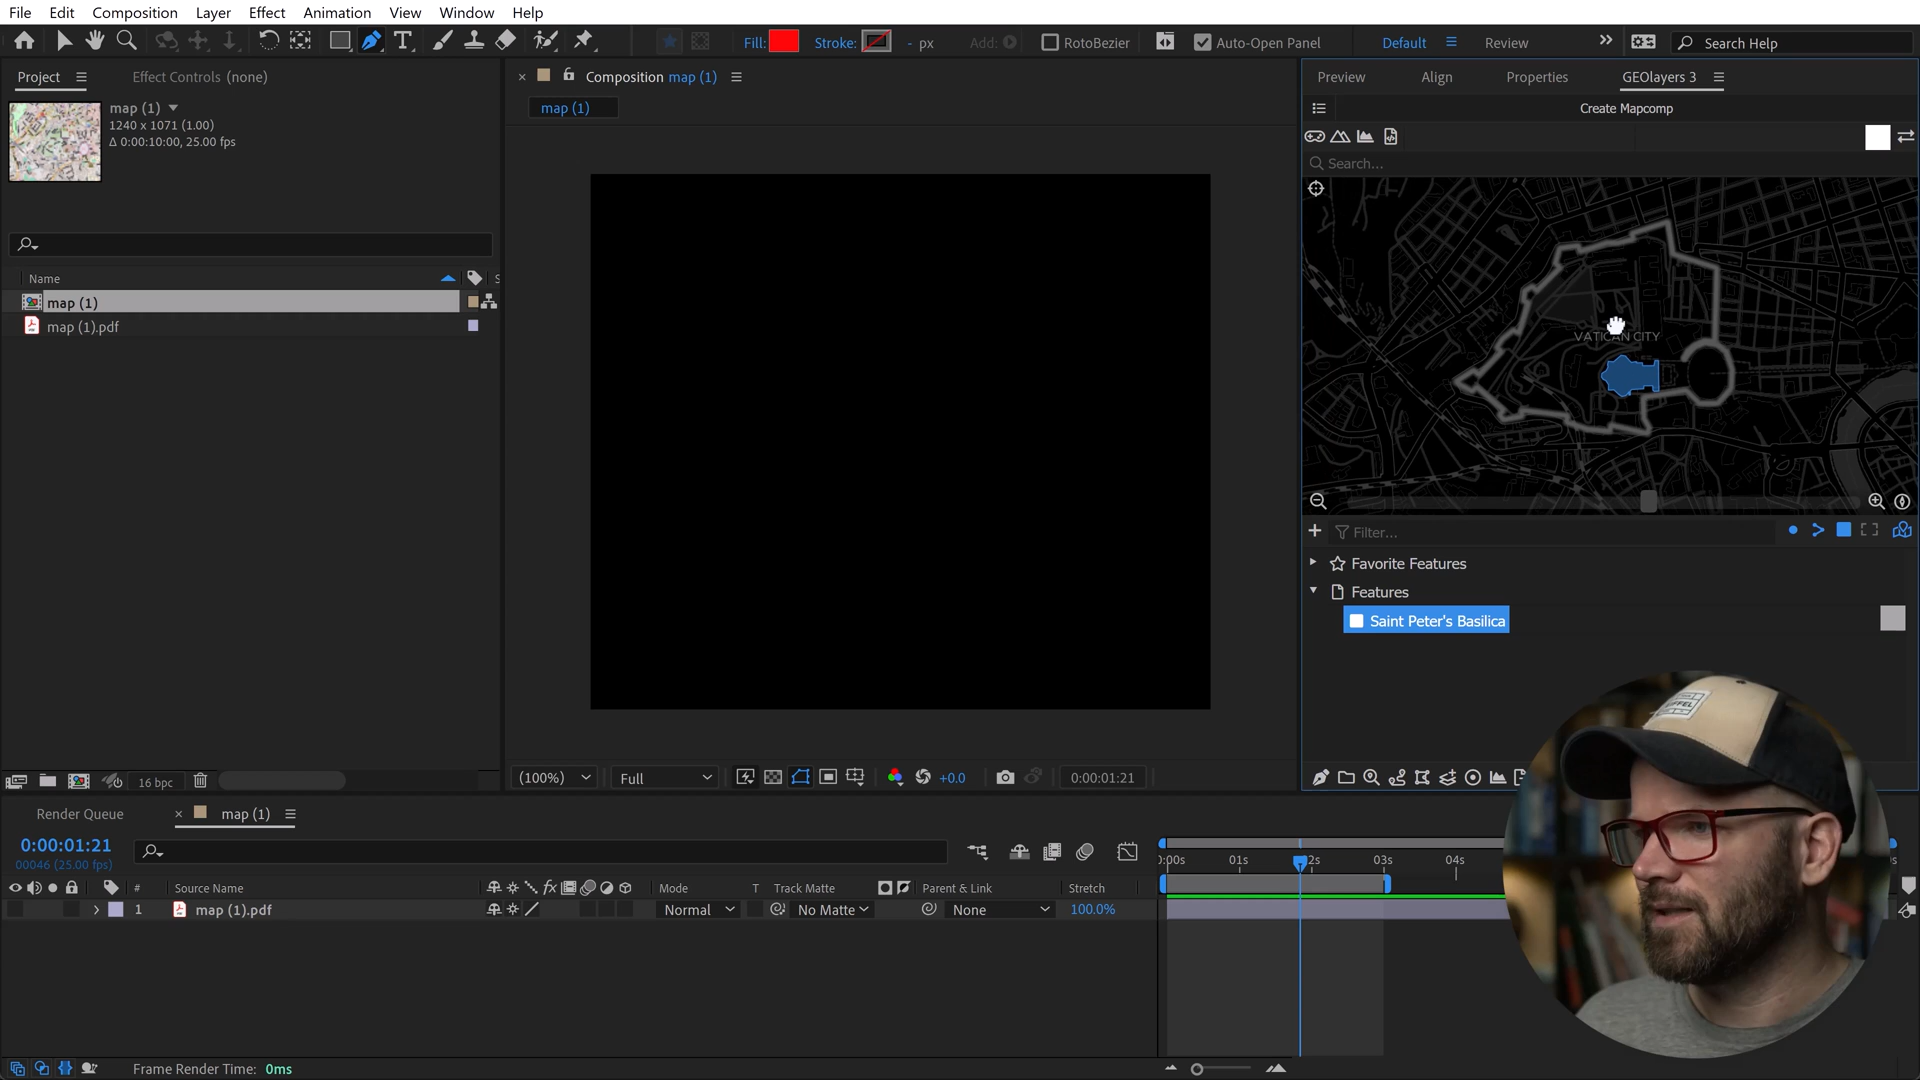 File Edit Composition Layer Effect Animation View Window Help
Fill: Stroke: - px Add: RotoBezier Auto-Open Panel Default Review Search Help
Project Effect Controls (none)
map (1)
1240 x 1071 (1.00)
Δ 0:00:10:00, 25.00 fps
Name S
map (1)
map (1).pdf
16 bpc
Composition map (1)
map (1)
(100%) Full +0.0 0:00:01:21
Preview Align Properties GEOlayers 3
Create Mapcomp
Search...
VATICAN CITY
Filter...
Favorite Features
Features
Saint Peter's Basilica
Render Queue map (1)
0:00:01:21
00046 (25.00 fps)
# Source Name Mode T Track Matte Parent & Link Stretch
1 map (1).pdf Normal No Matte None 100.0%
0:00s 01s 02s 03s 04s
Frame Render Time: 0ms